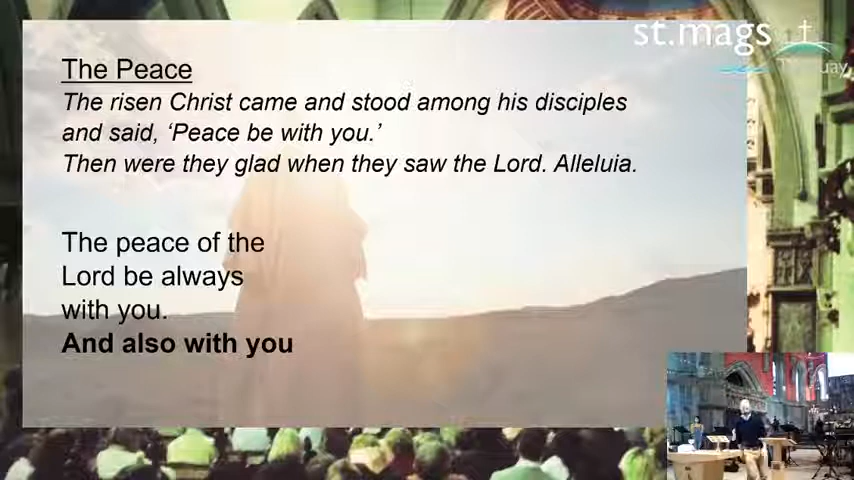 st.mags
The Peace
The risen Christ came and stood among his disciples
and said, ‘Peace be with you.’
Then were they glad when they saw the Lord. Alleluia.
The peace of the
Lord be always
with you.
And also with you